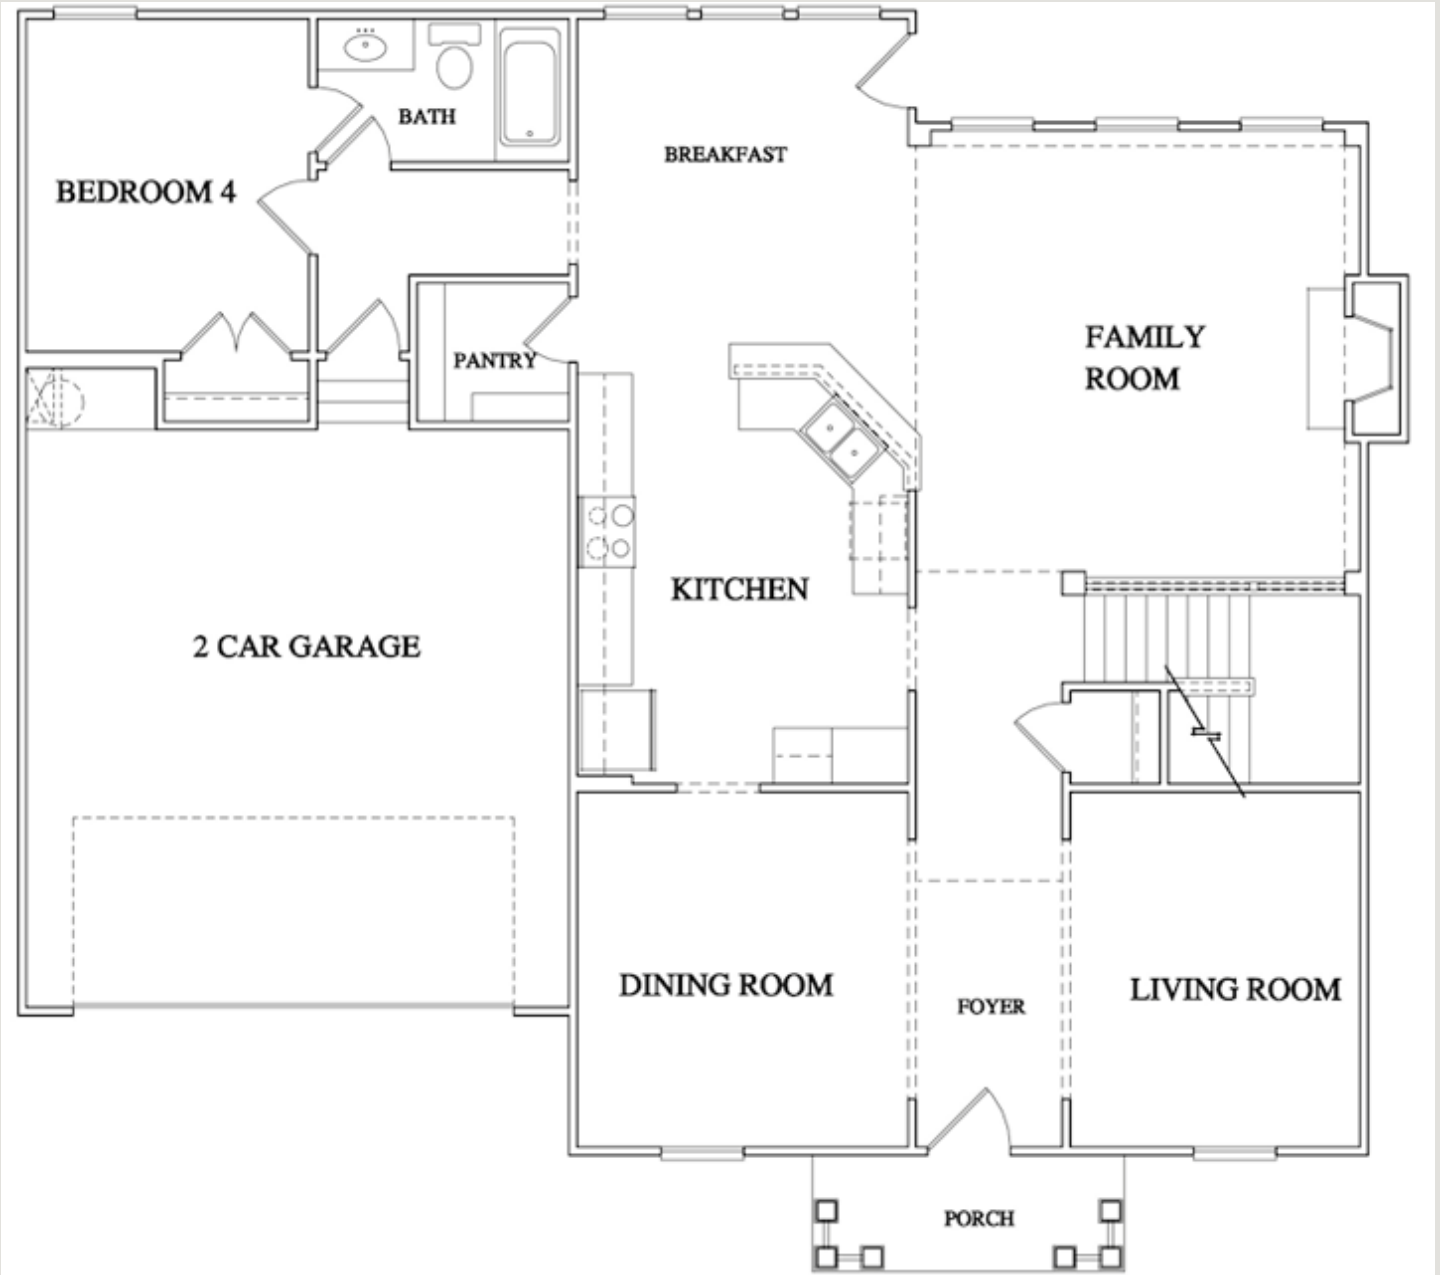 BATH
BREAKFAST
BEDROOM 4
FAMILY
ROOM
PANTRY
KITCHEN
2 CAR GARAGE
DINING ROOM
LIVING ROOM
FOYER
PORCH